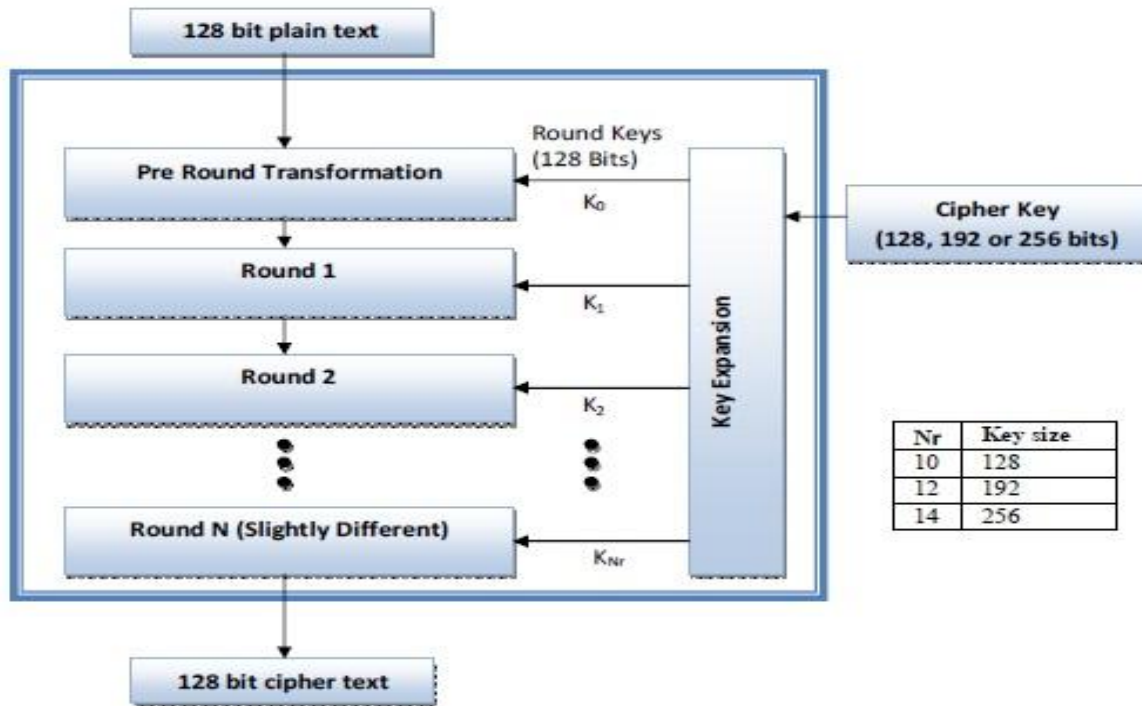 128 bit plain text
Round Keys
(128 Bits)
Pre Round Transformation
K₀
Cipher Key
(128, 192 or 256 bits)
Round 1
K₁
Key Expansion
Round 2
K₂
Nr Key size
10 128
12 192
14 256
Round N (Slightly Different)
K_Nr
128 bit cipher text